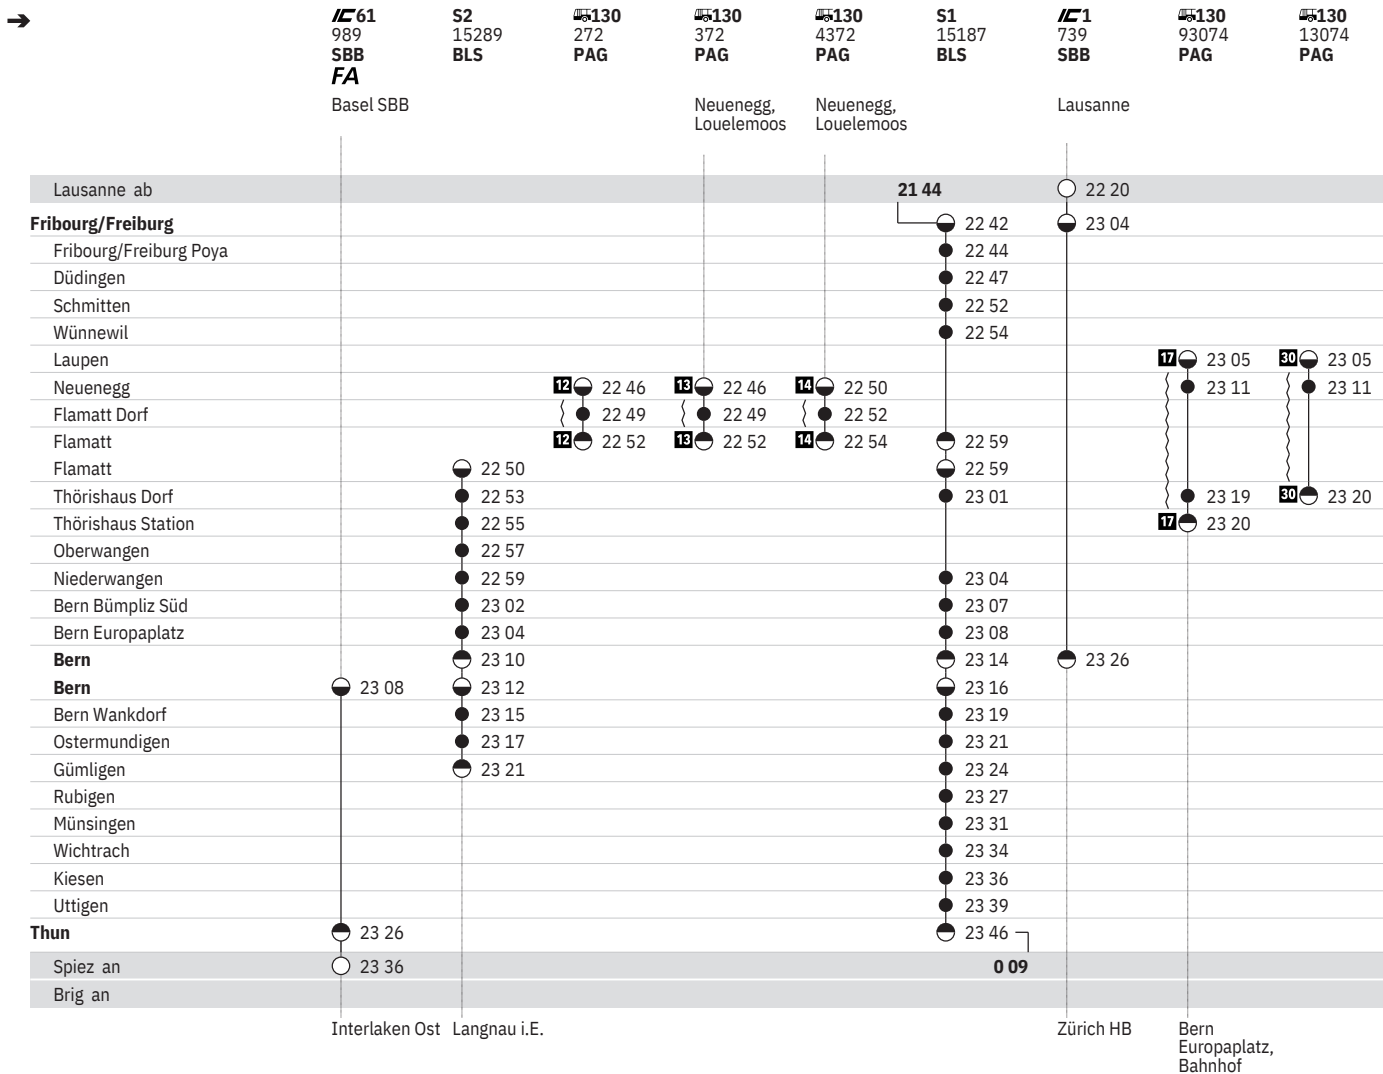 ➔ IC 61 S2 130 130 130 S1 IC 1 130 130
989 15289 272 372 4372 15187 739 93074 13074
SBB BLS PAG PAG PAG BLS SBB PAG PAG
FA
Basel SBB Neuenegg, Neuenegg, Lausanne
Louelemoos Louelemoos
Lausanne ab 21 44 22 20
Fribourg/Freiburg 22 42 23 04
Fribourg/Freiburg Poya 22 44
Düdingen 22 47
Schmitten 22 52
Wünnewil 22 54
Laupen 17 23 05 30 23 05
Neuenegg 12 22 46 13 22 46 14 22 50 23 11 23 11
Flamatt Dorf 22 49 22 49 22 52
Flamatt 12 22 52 13 22 52 14 22 54 22 59
Flamatt 22 50 22 59
Thörishaus Dorf 22 53 23 01 23 19 30 23 20
Thörishaus Station 22 55 17 23 20
Oberwangen 22 57
Niederwangen 22 59 23 04
Bern Bümpliz Süd 23 02 23 07
Bern Europaplatz 23 04 23 08
Bern 23 10 23 14 23 26
Bern 23 08 23 12 23 16
Bern Wankdorf 23 15 23 19
Ostermundigen 23 17 23 21
Gümligen 23 21 23 24
Rubigen 23 27
Münsingen 23 31
Wichtrach 23 34
Kiesen 23 36
Uttigen 23 39
Thun 23 26 23 46
Spiez an 23 36 0 09
Brig an
Interlaken Ost Langnau i.E. Zürich HB Bern
Europaplatz,
Bahnhof